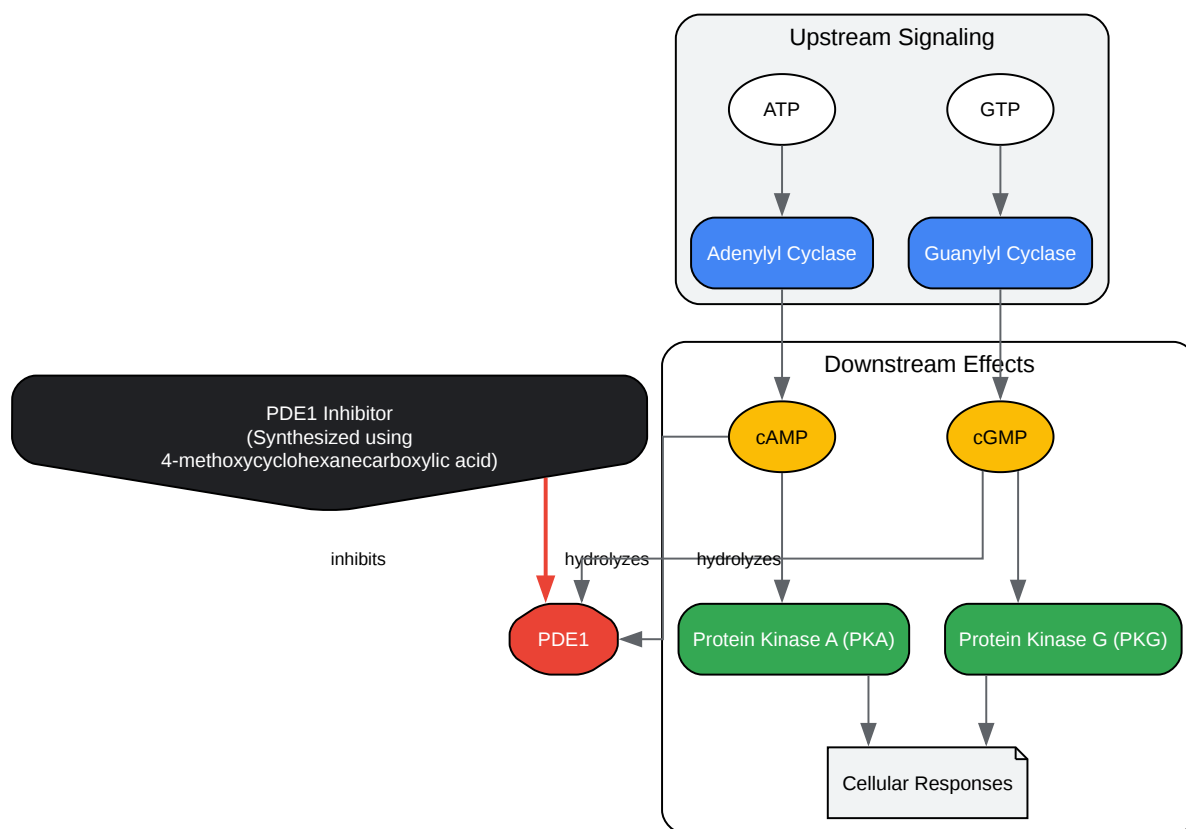 Upstream Signaling
ATP
GTP
Adenylyl Cyclase
Guanylyl Cyclase
Downstream Effects
PDE1 Inhibitor
(Synthesized using
4-methoxycyclohexanecarboxylic acid)
cAMP
cGMP
inhibits
hydrolyzes
hydrolyzes
PDE1
Protein Kinase A (PKA)
Protein Kinase G (PKG)
Cellular Responses